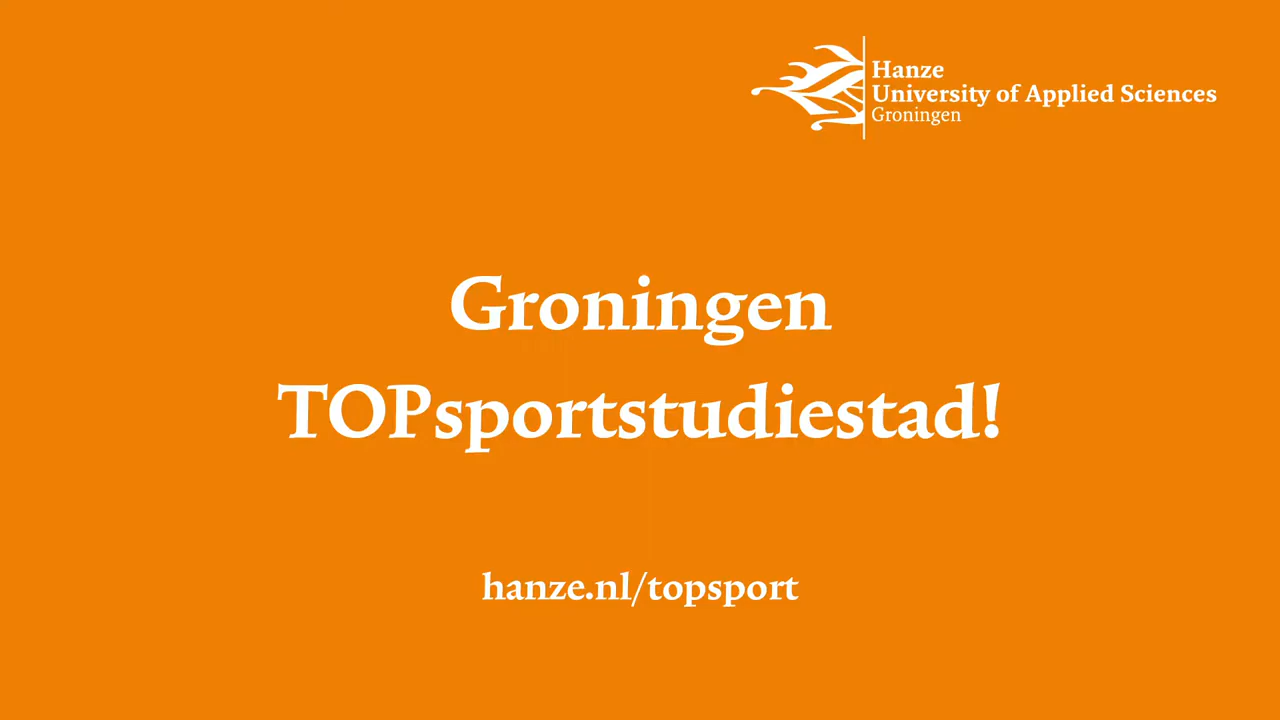 Hanze
University of Applied Sciences
Groningen
Groningen
TOPsportstudiestad!
hanze.nl/topsport